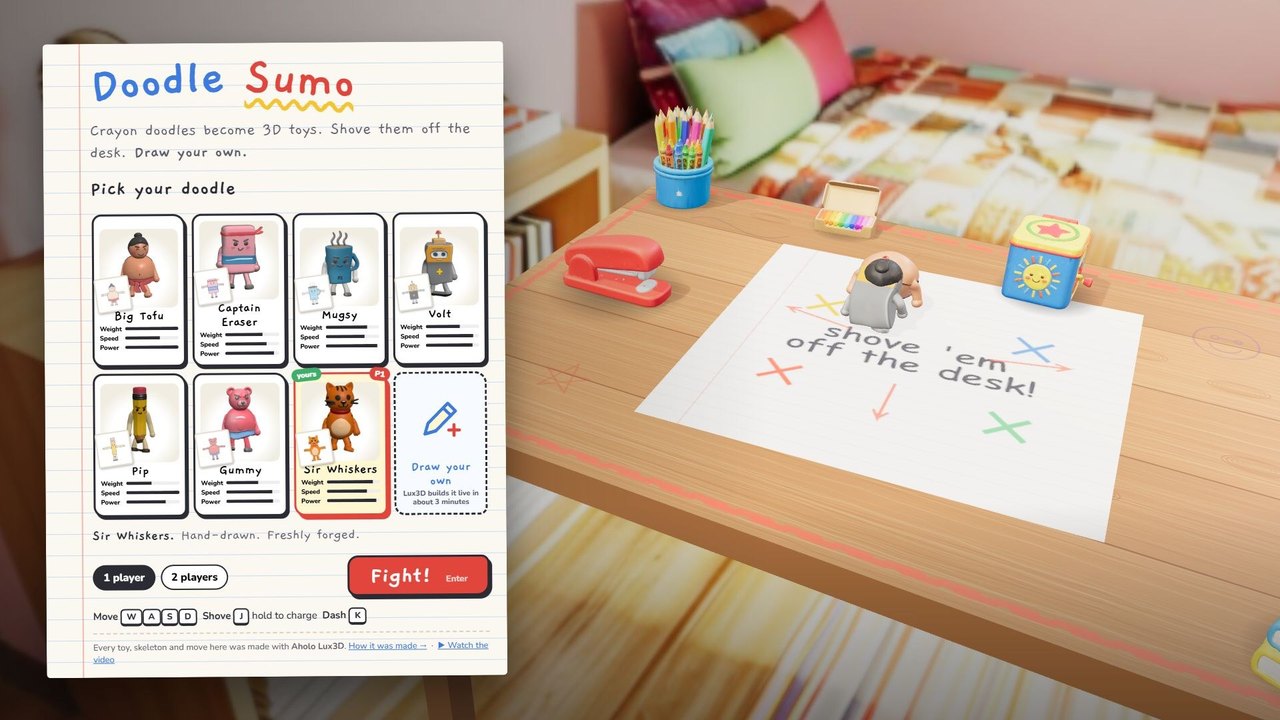 Doodle Sumo
Crayon doodles become 3D toys. Shove them off the
desk. Draw your own.
Pick your doodle
Big Tofu
Weight
Speed
Power
Captain
Eraser
Weight
Speed
Power
Mugsy
Weight
Speed
Power
Volt
Weight
Speed
Power
Pip
Weight
Speed
Power
Gummy
Weight
Speed
Power
yours
P1
Sir Whiskers
Weight
Speed
Power
Draw your
own
Lux3D builds it live in
about 3 minutes
Sir Whiskers. Hand-drawn. Freshly forged.
1 player
2 players
Fight! Enter
Move W A S D Shove J hold to charge Dash K
Every toy, skeleton and move here was made with Aholo Lux3D. How it was made → · ▶ Watch the
video
shove 'em
off the desk!